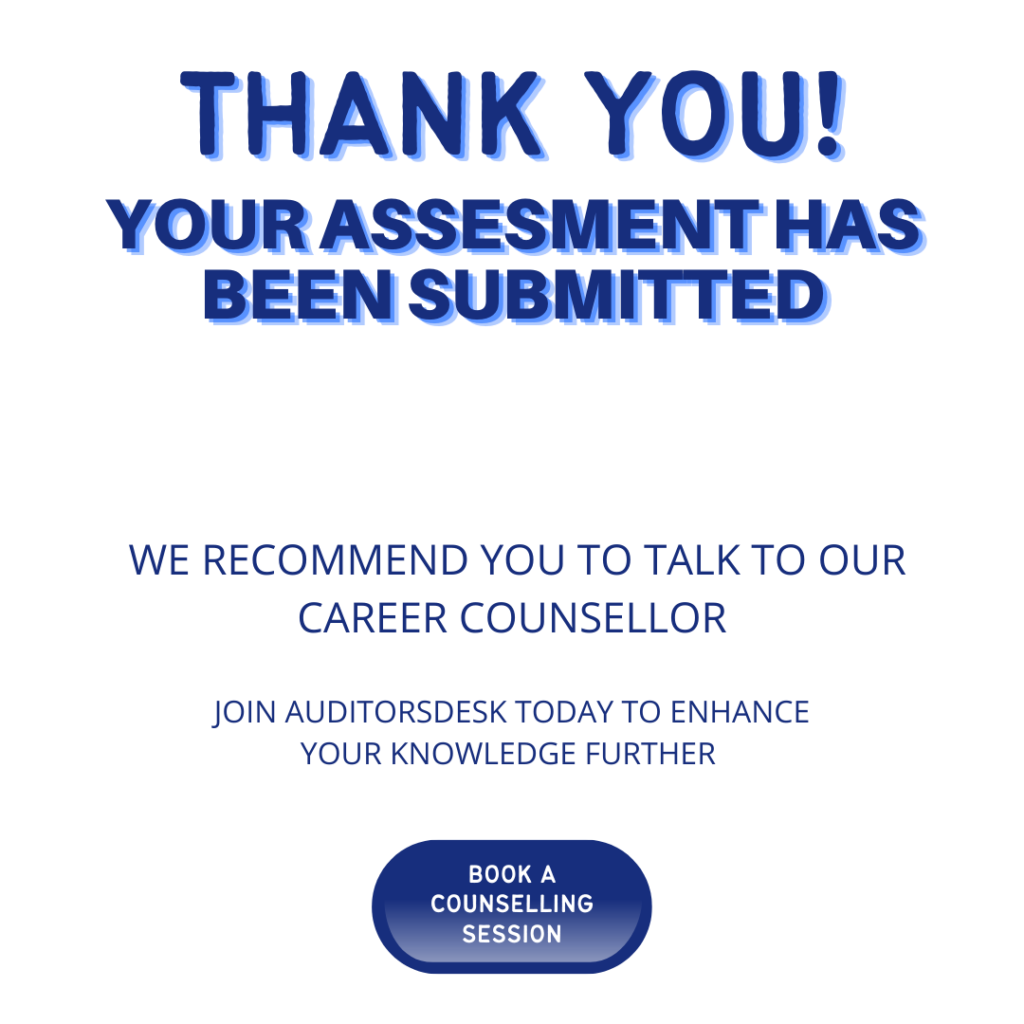 THANK YOU!
YOUR ASSESMENT HAS
BEEN SUBMITTED
WE RECOMMEND YOU TO TALK TO OUR
CAREER COUNSELLOR
JOIN AUDITORSDESK TODAY TO ENHANCE
YOUR KNOWLEDGE FURTHER
BOOK A
COUNSELLING
SESSION